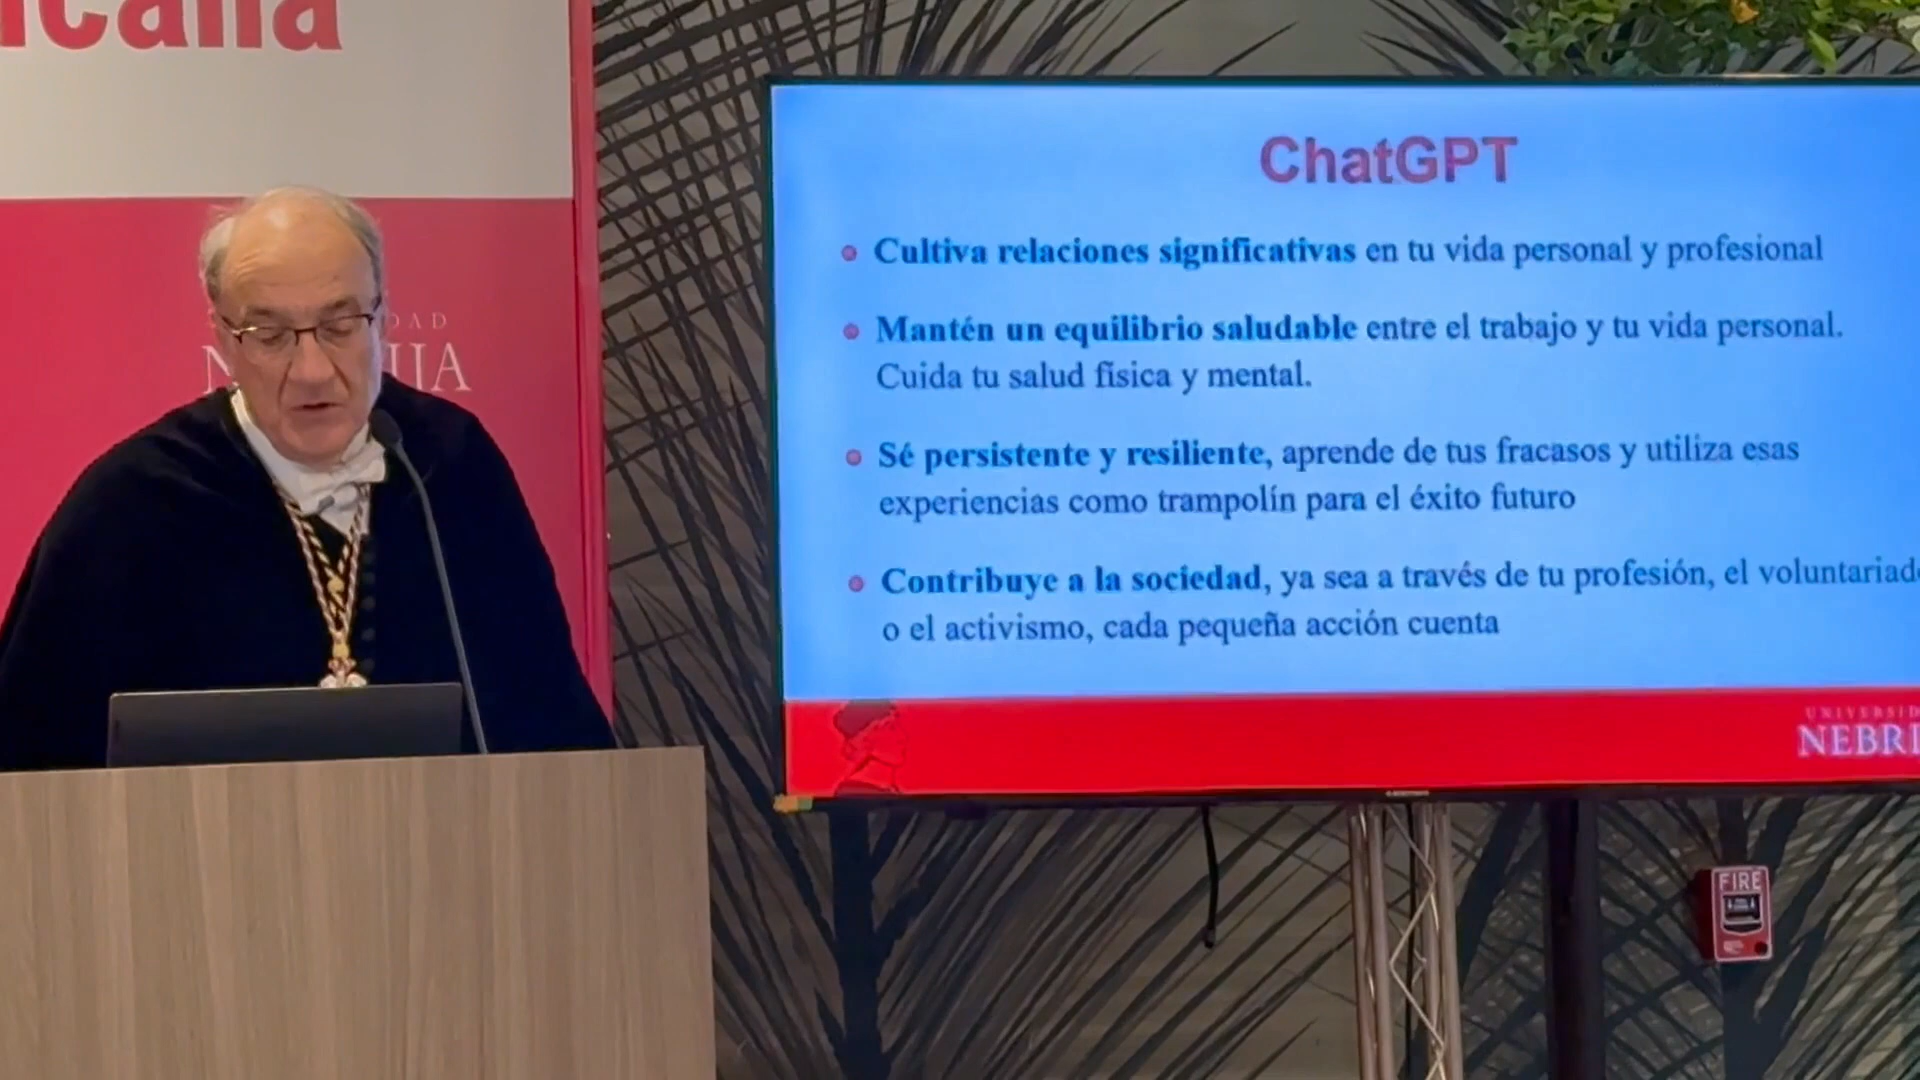 ChatGPT
Cultiva relaciones significativas en tu vida personal y profesional
Mantén un equilibrio saludable entre el trabajo y tu vida personal.
Cuida tu salud física y mental.
Sé persistente y resiliente, aprende de tus fracasos y utiliza esas
experiencias como trampolín para el éxito futuro
Contribuye a la sociedad, ya sea a través de tu profesión, el voluntariado
o el activismo, cada pequeña acción cuenta
FIRE